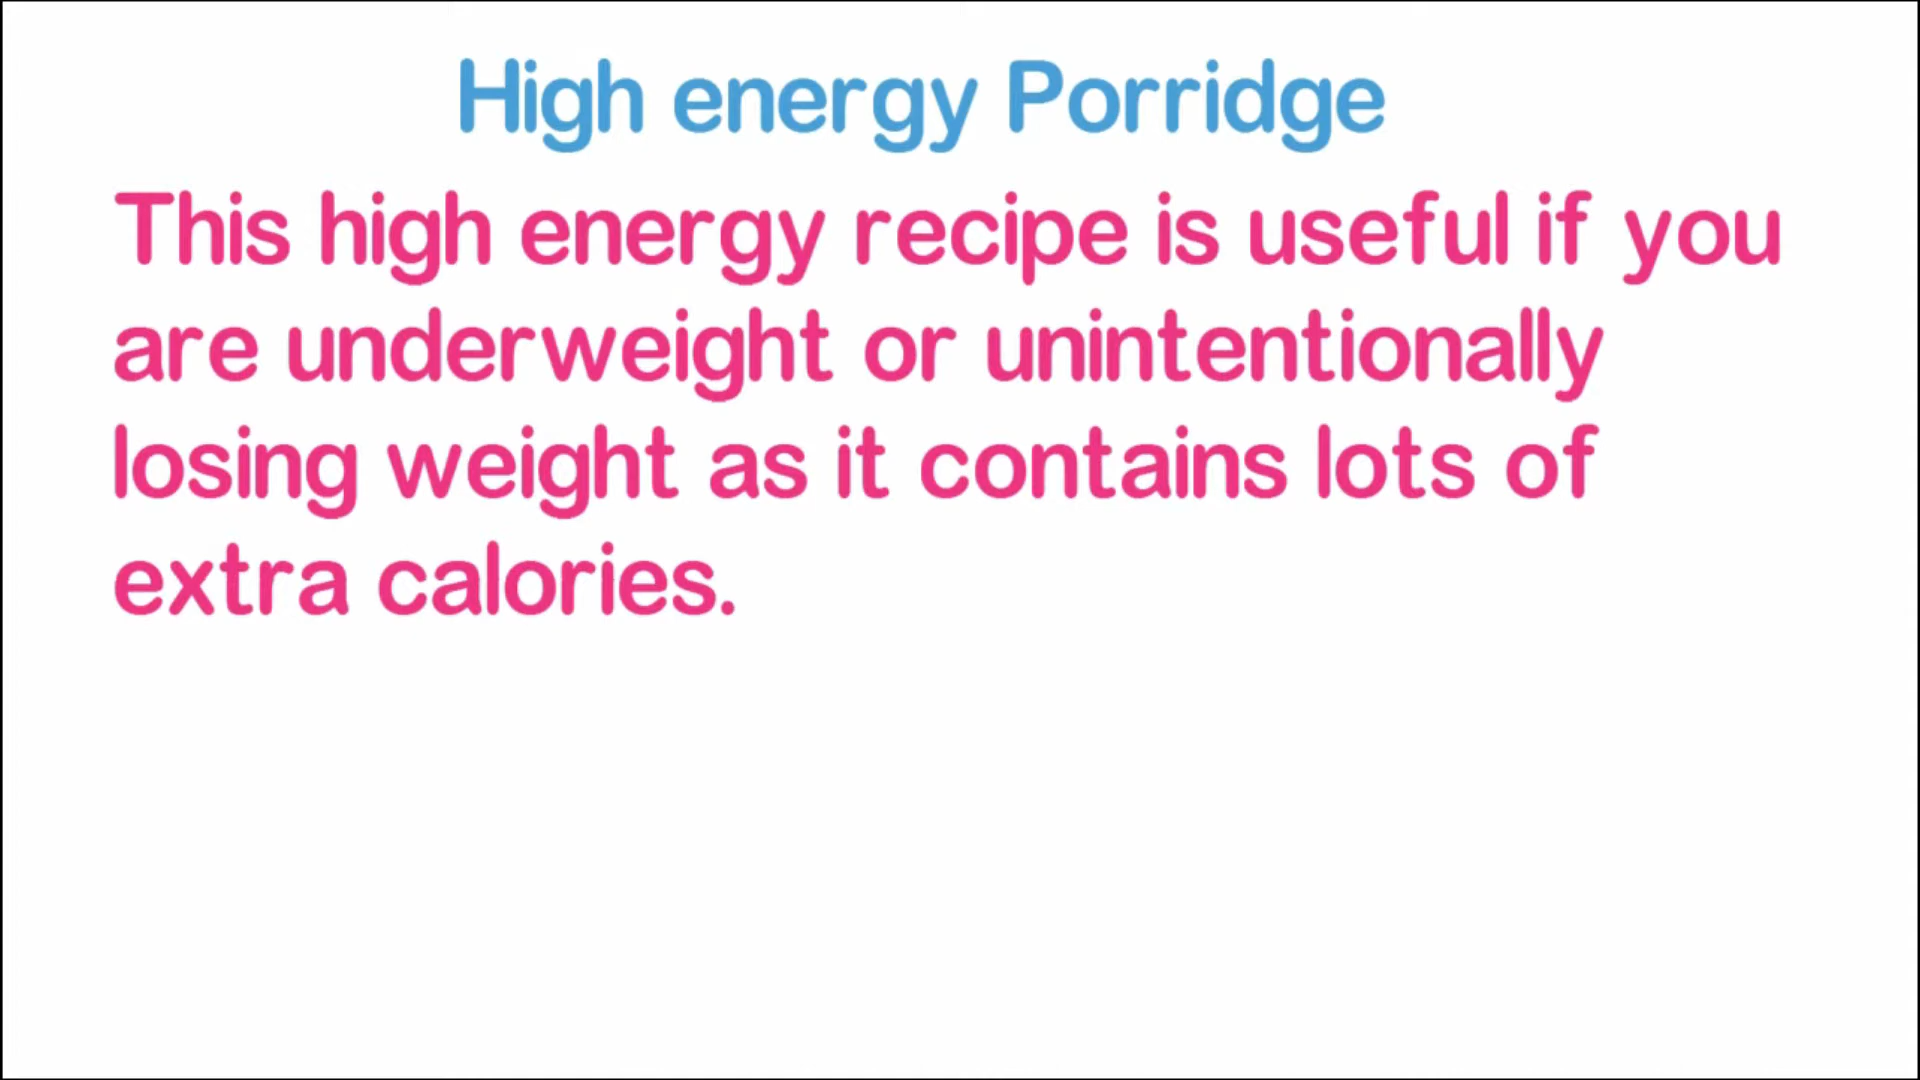 High energy Porridge
This high energy recipe is useful if you
are underweight or unintentionally
losing weight as it contains lots of
extra calories.